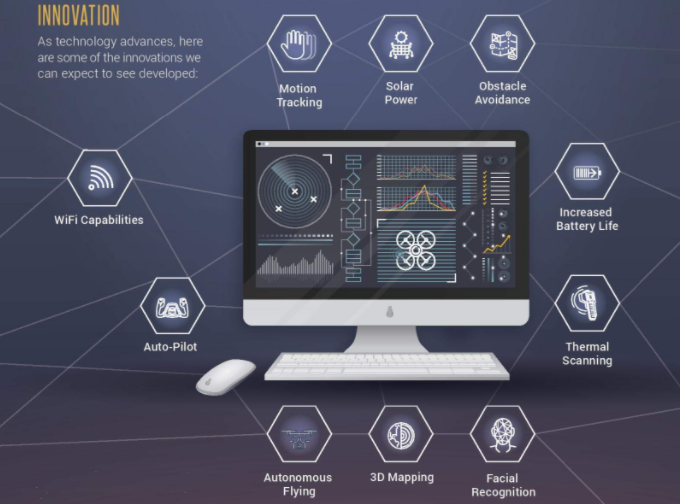 INNOVATION
As technology advances, here
are some of the innovations we
can expect to see developed:
Motion
Tracking
Solar
Power
Obstacle
Avoidance
WiFi Capabilities
Increased
Battery Life
Auto-Pilot
Thermal
Scanning
Autonomous
Flying
3D Mapping
Facial
Recognition